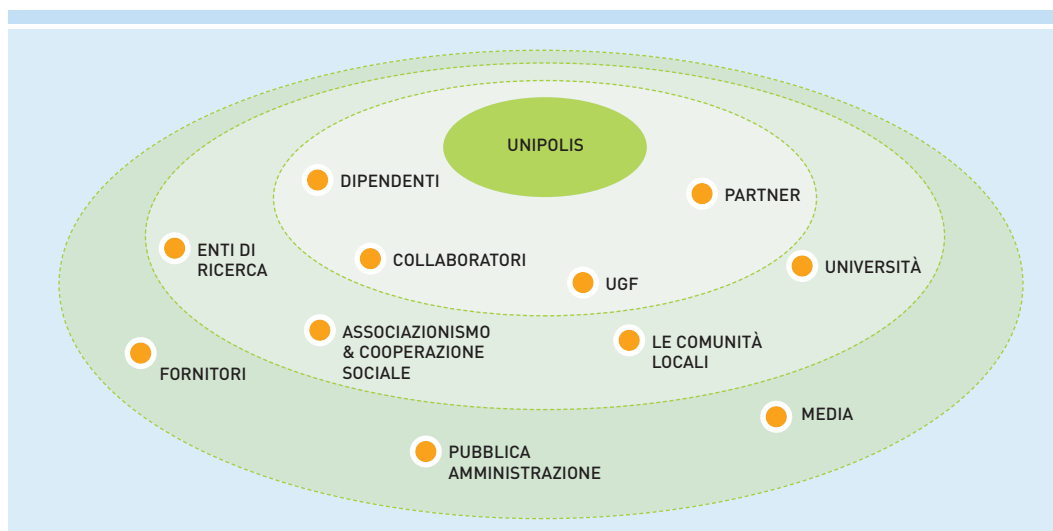 UNIPOLIS
DIPENDENTI
PARTNER
COLLABORATORI
UGF
ENTI DI
RICERCA
UNIVERSITÀ
ASSOCIAZIONISMO
& COOPERAZIONE
SOCIALE
LE COMUNITÀ
LOCALI
FORNITORI
MEDIA
PUBBLICA
AMMINISTRAZIONE